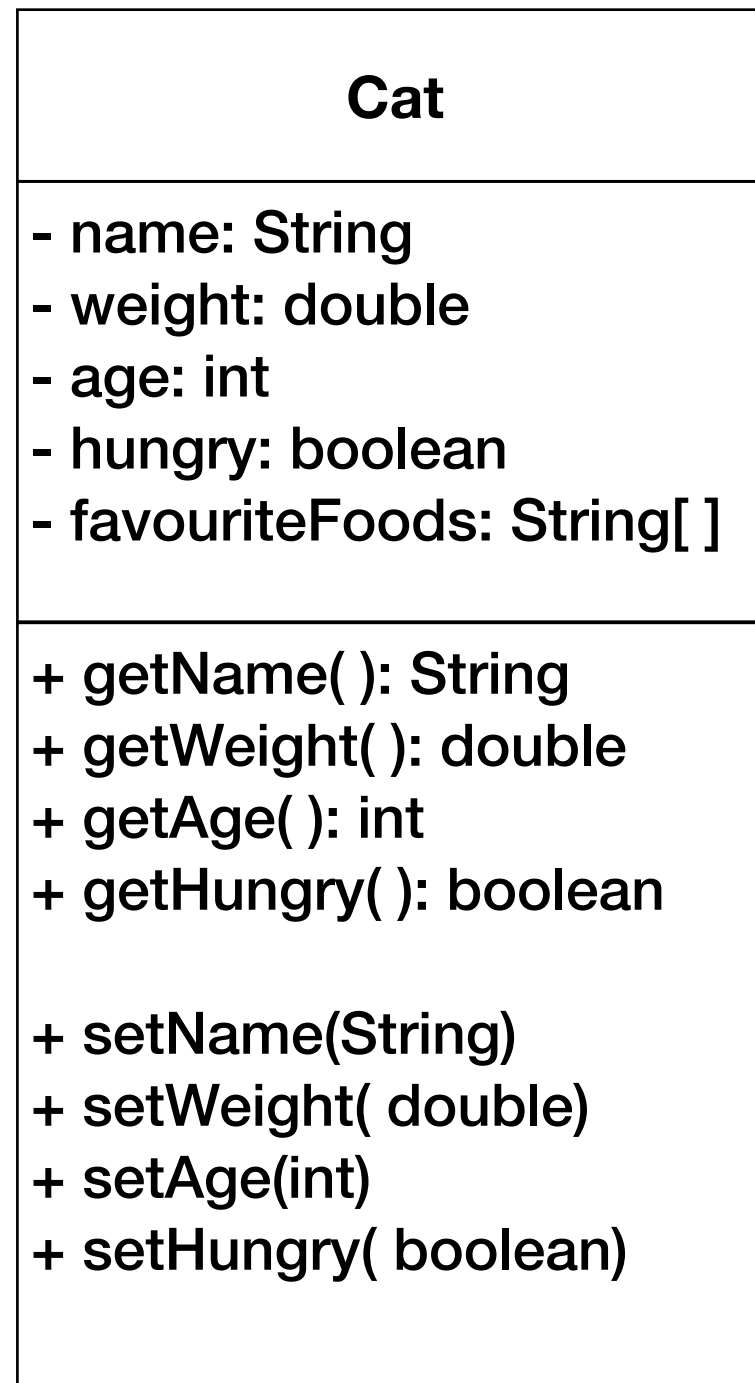 Cat
- name: String
- weight: double
- age: int
- hungry: boolean
- favouriteFoods: String[ ]
+ getName( ): String
+ getWeight( ): double
+ getAge( ): int
+ getHungry( ): boolean
+ setName(String)
+ setWeight( double)
+ setAge(int)
+ setHungry( boolean)